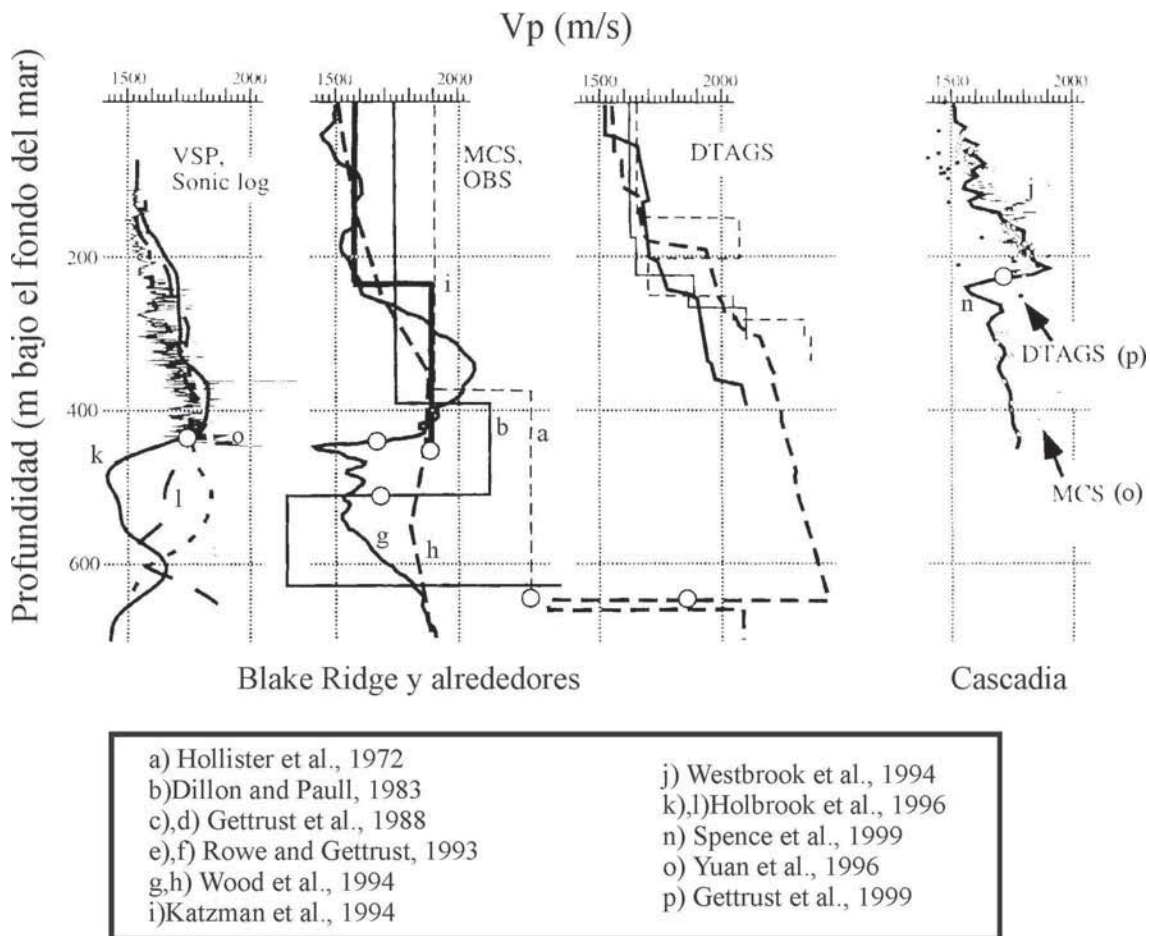 Vp (m/s)
Profundidad (m bajo el fondo del mar)
1500 2000
1500 2000
1500 2000
1500 2000
VSP,
Sonic log
MCS,
OBS
DTAGS
j
200
i
n
DTAGS (p)
400
b
a
k
o
l
MCS (o)
g
h
600
Blake Ridge y alrededores
Cascadia
a) Hollister et al., 1972
b)Dillon and Paull, 1983
c),d) Gettrust et al., 1988
e),f) Rowe and Gettrust, 1993
g,h) Wood et al., 1994
i)Katzman et al., 1994
j) Westbrook et al., 1994
k),l)Holbrook et al., 1996
n) Spence et al., 1999
o) Yuan et al., 1996
p) Gettrust et al., 1999